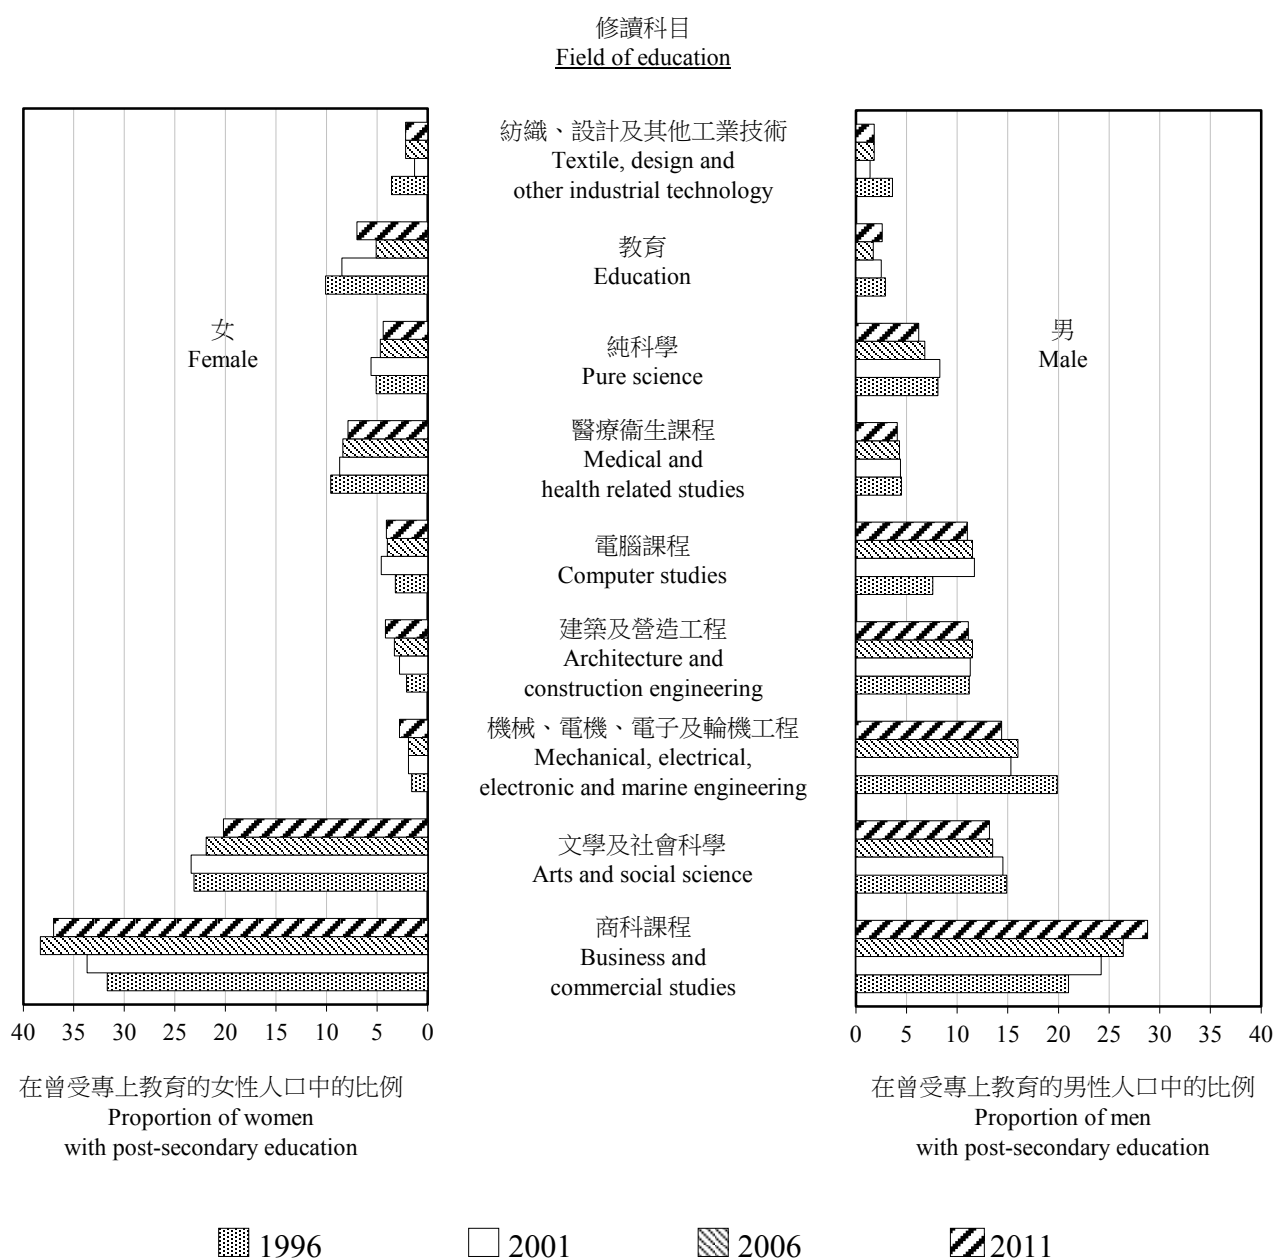 修讀科目
Field of education
紡織、設計及其他工業技術
Textile, design and
other industrial technology
教育
Education
女
Female
純科學
Pure science
男
Male
醫療衞生課程
Medical and
health related studies
電腦課程
Computer studies
建築及營造工程
Architecture and
construction engineering
機械、電機、電子及輪機工程
Mechanical, electrical,
electronic and marine engineering
文學及社會科學
Arts and social science
商科課程
Business and
commercial studies
40 35 30 25 20 15 10 5 0
0 5 10 15 20 25 30 35 40
在曾受專上教育的女性人口中的比例
Proportion of women
with post-secondary education
在曾受專上教育的男性人口中的比例
Proportion of men
with post-secondary education
1996 2001 2006 2011